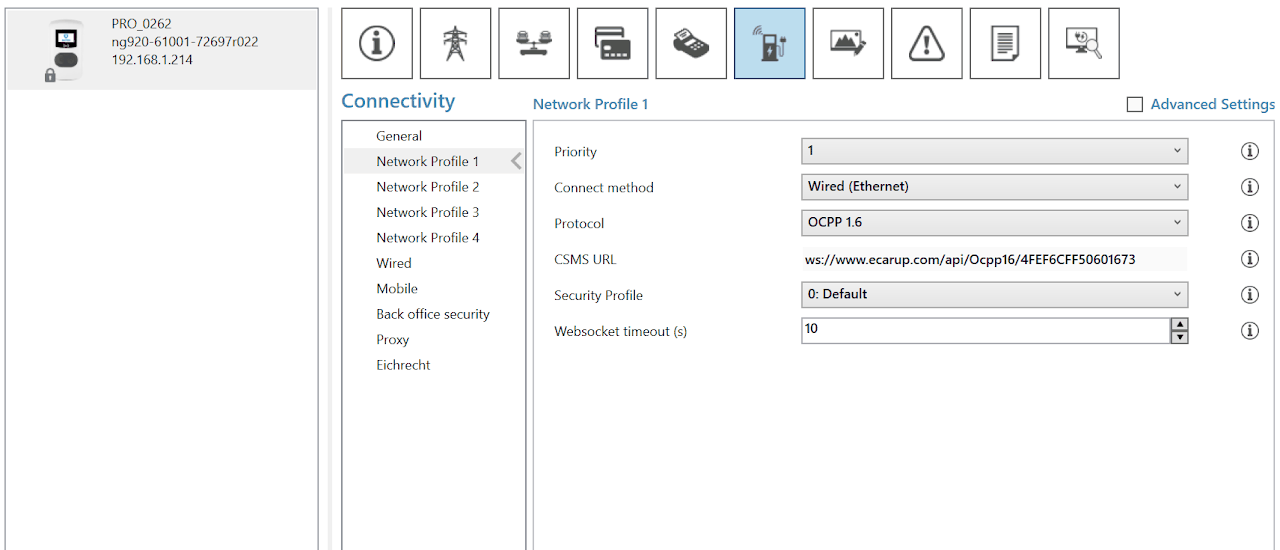 PRO_0262
ng920-61001-72697r022
192.168.1.214
Connectivity
Network Profile 1
Advanced Settings
General
Network Profile 1
Network Profile 2
Network Profile 3
Network Profile 4
Wired
Mobile
Back office security
Proxy
Eichrecht
Priority
1
Connect method
Wired (Ethernet)
Protocol
OCPP 1.6
CSMS URL
ws://www.ecarup.com/api/Ocpp16/4FEF6CFF50601673
Security Profile
0: Default
Websocket timeout (s)
10